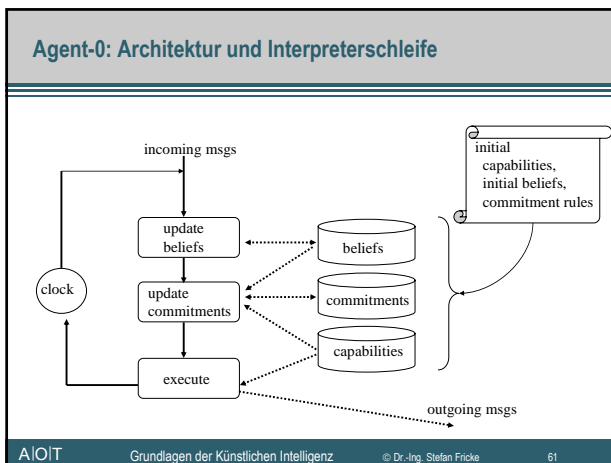 Agent-0: Architektur und Interpreterschleife
incoming msgs
initial
capabilities,
initial beliefs,
commitment rules
update
beliefs
beliefs
clock
update
commitments
commitments
capabilities
execute
outgoing msgs
A|O|T
Grundlagen der Künstlichen Intelligenz
© Dr.-Ing. Stefan Fricke
61